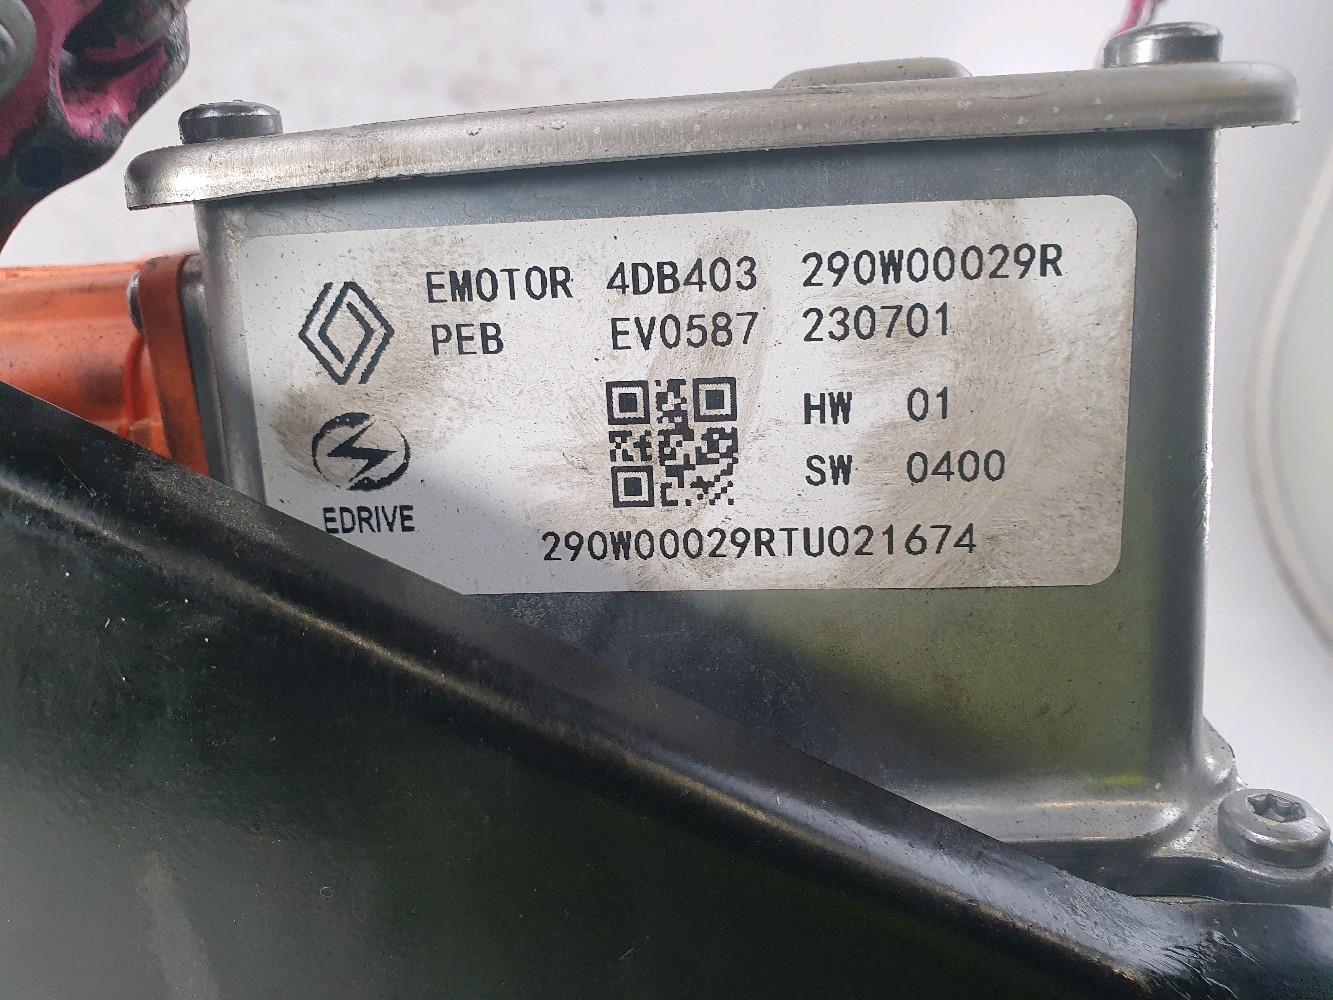 EMOTOR 4DB403 290W00029R
PEB EV0587 230701
HW 01
SW 0400
EDRIVE
290W00029RTU021674